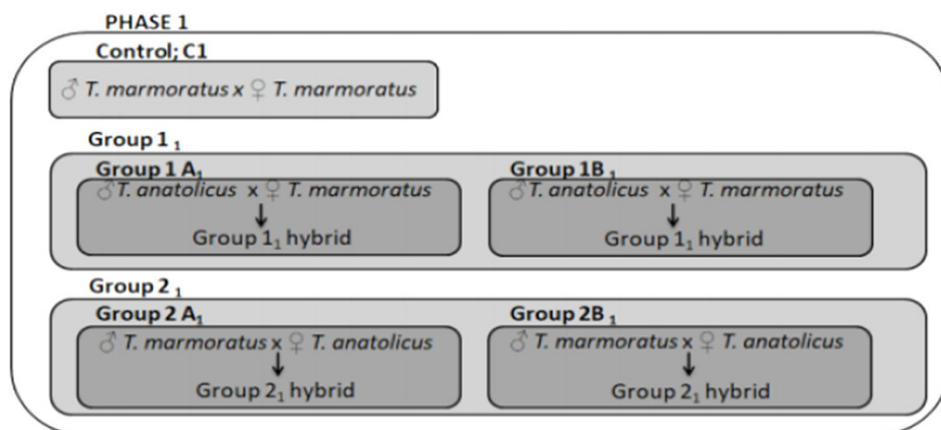 PHASE 1
Control; C1
♂ T. marmoratus x ♀ T. marmoratus
Group 1 ₁
Group 1 A₁
♂T. anatolicus x ♀ T. marmoratus
↓
Group 1₁ hybrid
Group 1B ₁
♂T. anatolicus x ♀ T. marmoratus
↓
Group 1₁ hybrid
Group 2 ₁
Group 2 A₁
♂ T. marmoratus x ♀ T. anatolicus
↓
Group 2₁ hybrid
Group 2B ₁
♂ T. marmoratus x ♀ T. anatolicus
↓
Group 2₁ hybrid